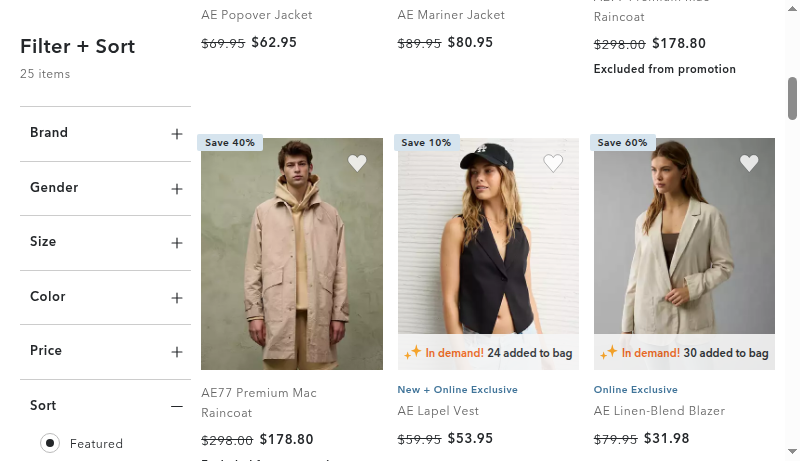 AE Popover Jacket
$69.95 $62.95
AE Mariner Jacket
$89.95 $80.95
AE77 Premium Mac
Raincoat
$298.00 $178.80
Excluded from promotion
Filter + Sort
25 items
Brand
Gender
Size
Color
Price
Sort
Featured
Save 40%
AE77 Premium Mac
Raincoat
$298.00 $178.80
Save 10%
In demand! 24 added to bag
New + Online Exclusive
AE Lapel Vest
$59.95 $53.95
Save 60%
In demand! 30 added to bag
Online Exclusive
AE Linen-Blend Blazer
$79.95 $31.98